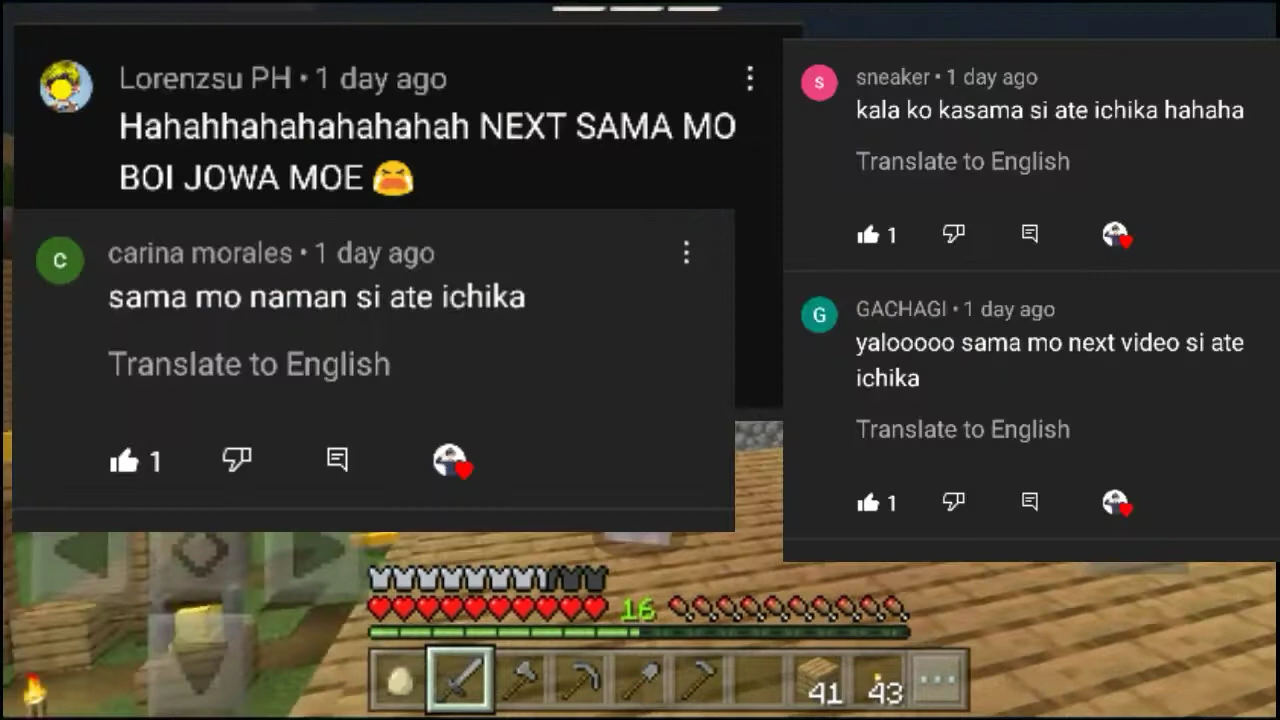 Lorenzsu PH • 1 day ago
Hahahhahahahahahah NEXT SAMA MO
BOI JOWA MOE 😫
carina morales • 1 day ago
C
sama mo naman si ate ichika
Translate to English
1
sneaker • 1 day ago
S
kala ko kasama si ate ichika hahaha
Translate to English
1
GACHAGI • 1 day ago
G
yalooooo sama mo next video si ate
ichika
Translate to English
1
16
41
43